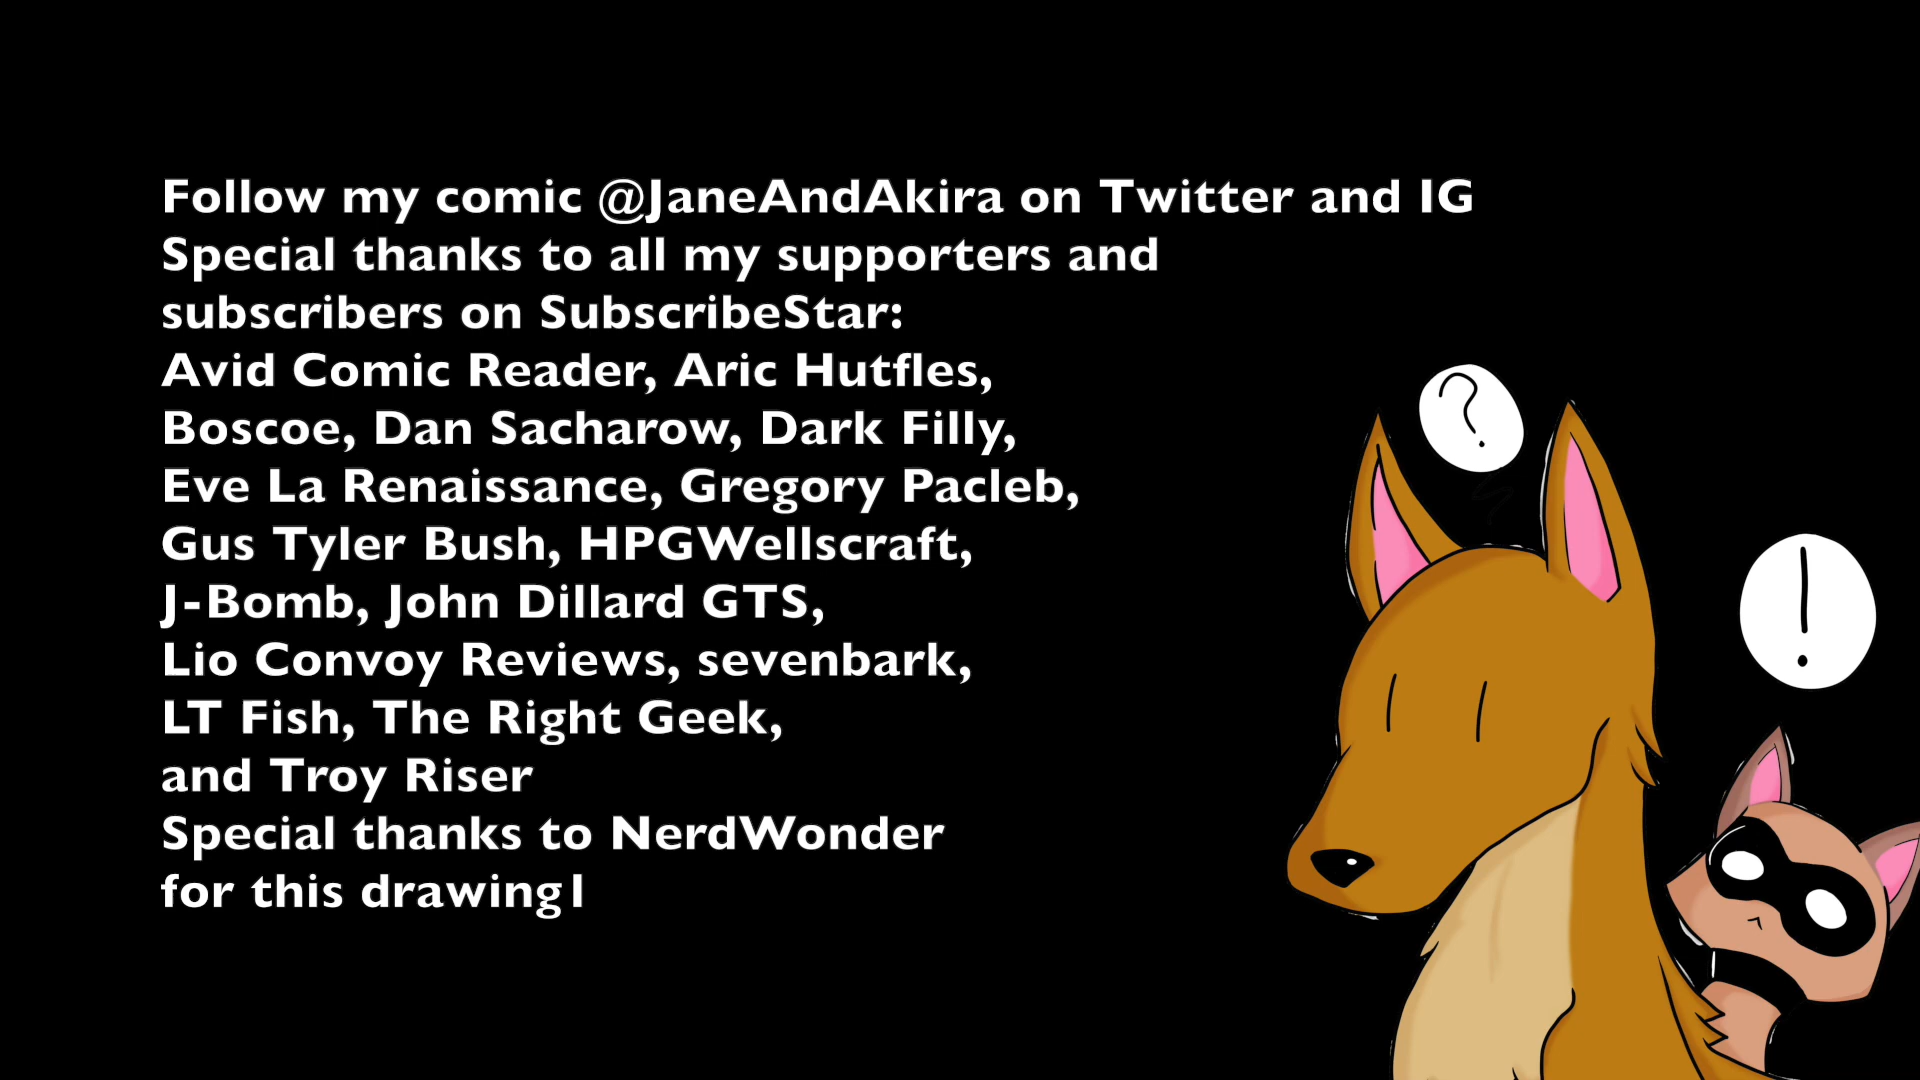 Follow my comic @JaneAndAkira on Twitter and IG
Special thanks to all my supporters and
subscribers on SubscribeStar:
Avid Comic Reader, Aric Hutfles,
Boscoe, Dan Sacharow, Dark Filly,
Eve La Renaissance, Gregory Pacleb,
Gus Tyler Bush, HPGWellscraft,
J-Bomb, John Dillard GTS,
Lio Convoy Reviews, sevenbark,
LT Fish, The Right Geek,
and Troy Riser
Special thanks to NerdWonder
for this drawing1
?
!